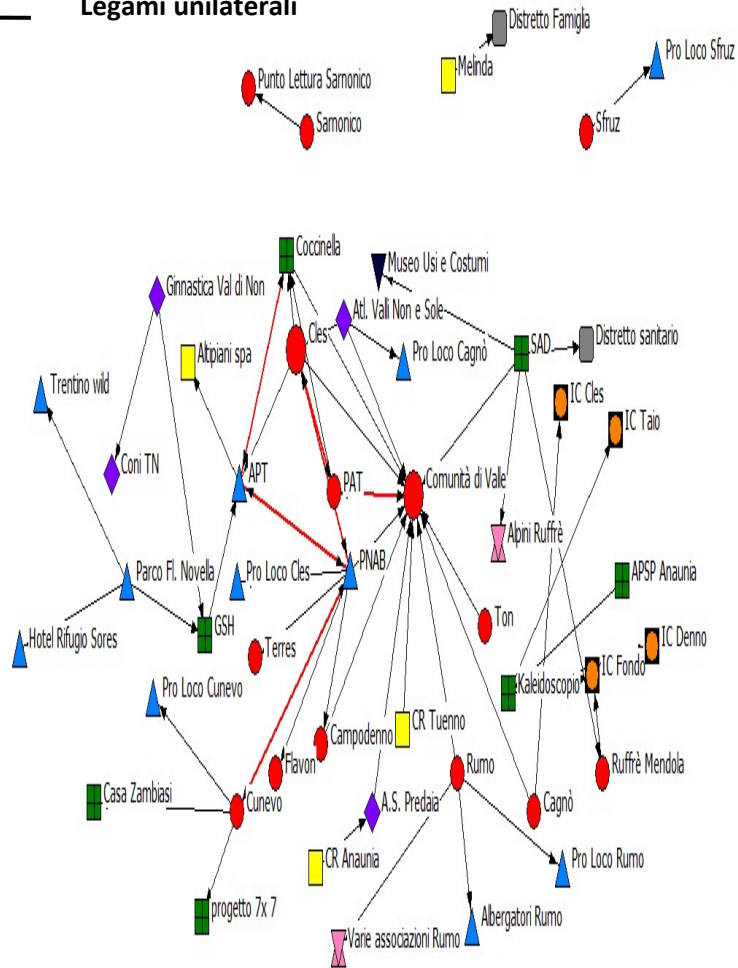 Legami unilaterali
Distretto Famiglia
Melinda
Pro Loco Sfruz
Punto Lettura Sarnonico
Sarnonico
Sfruz
Coccinella
Museo Usi e Costumi
Ginnastica Val di Non
Atl. Vali Non e Sole
Cles
SAD
Distretto sanitario
Altipiani spa
Pro Loco Cagnò
Trentino wild
IC Cles
IC Taio
Coni TN
APT
PAT
Comunità di Valle
Alpini Ruffrè
Parco Fl. Novella
Pro Loco Cles
PNAB
APSP Anaunia
Hotel Rifugio Sores
GSH
Terres
Ton
IC Denno
IC Fondo
Kaleidoscopio
Pro Loco Cunevo
Campodenno
CR Tuenno
Flavon
Rumo
Ruffrè Mendola
Casa Zambiasi
Cunevo
A.S. Predaia
Cagnò
CR Anaunia
Pro Loco Rumo
progetto 7x 7
Albergatori Rumo
Varie associazioni Rumo